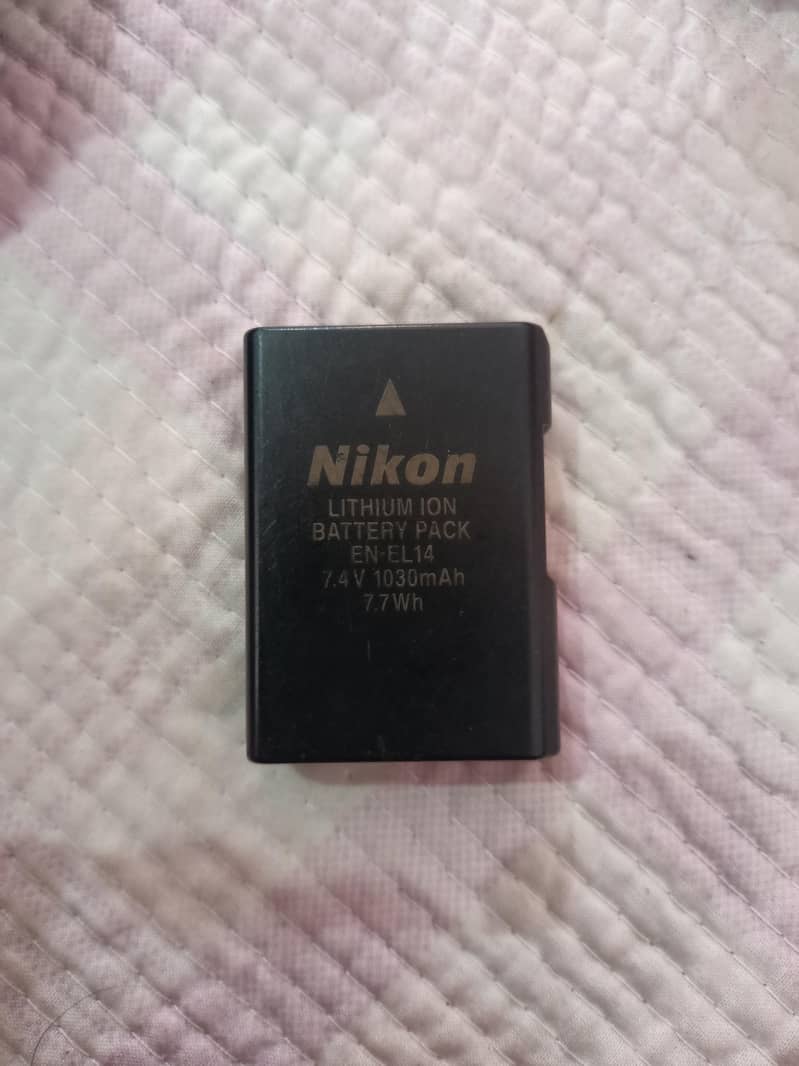 Nikon
LITHIUM ION
BATTERY PACK
EN-EL14
7.4 V 1030mAh
7.7Wh